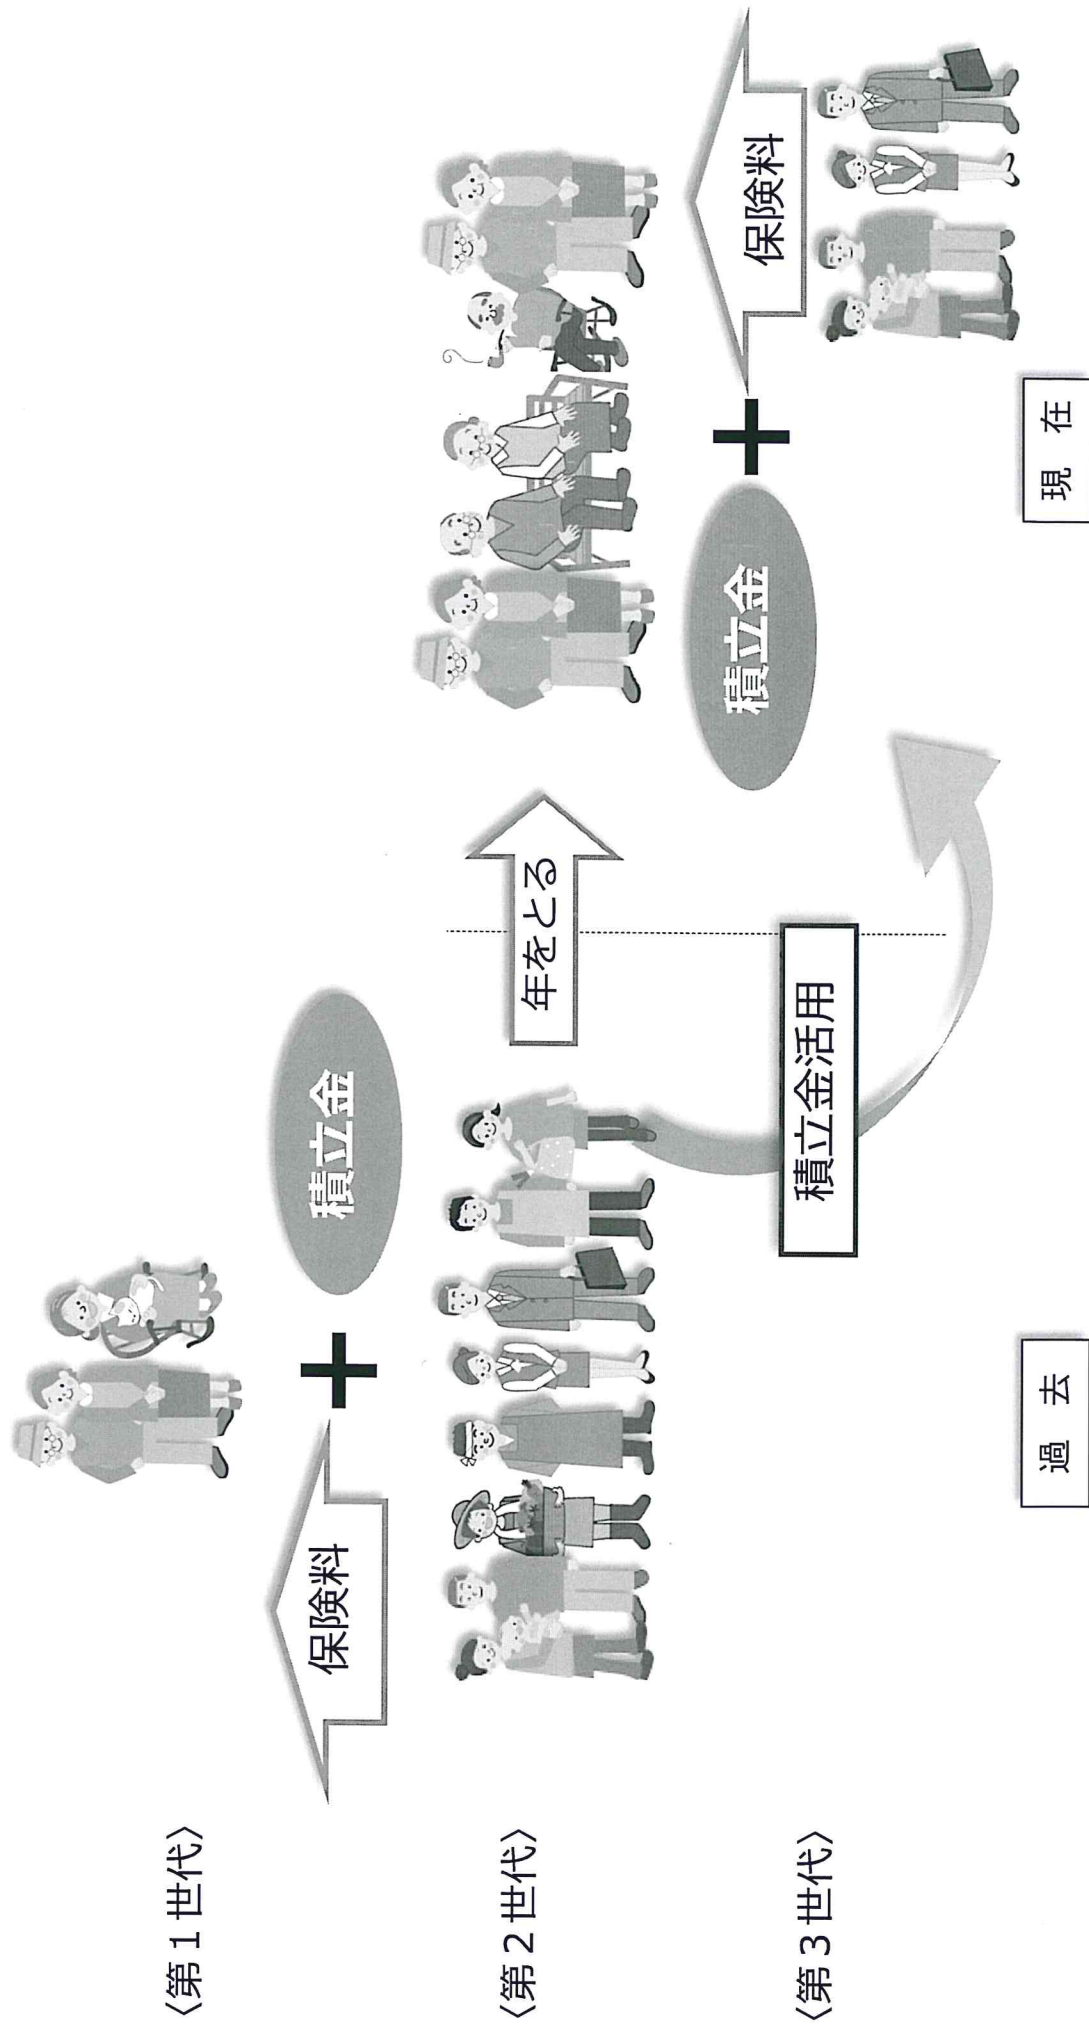 〈第１世代〉
保険料
積立金
〈第２世代〉
年をとる
積立金
保険料
〈第３世代〉
積立金活用
過 去
現 在